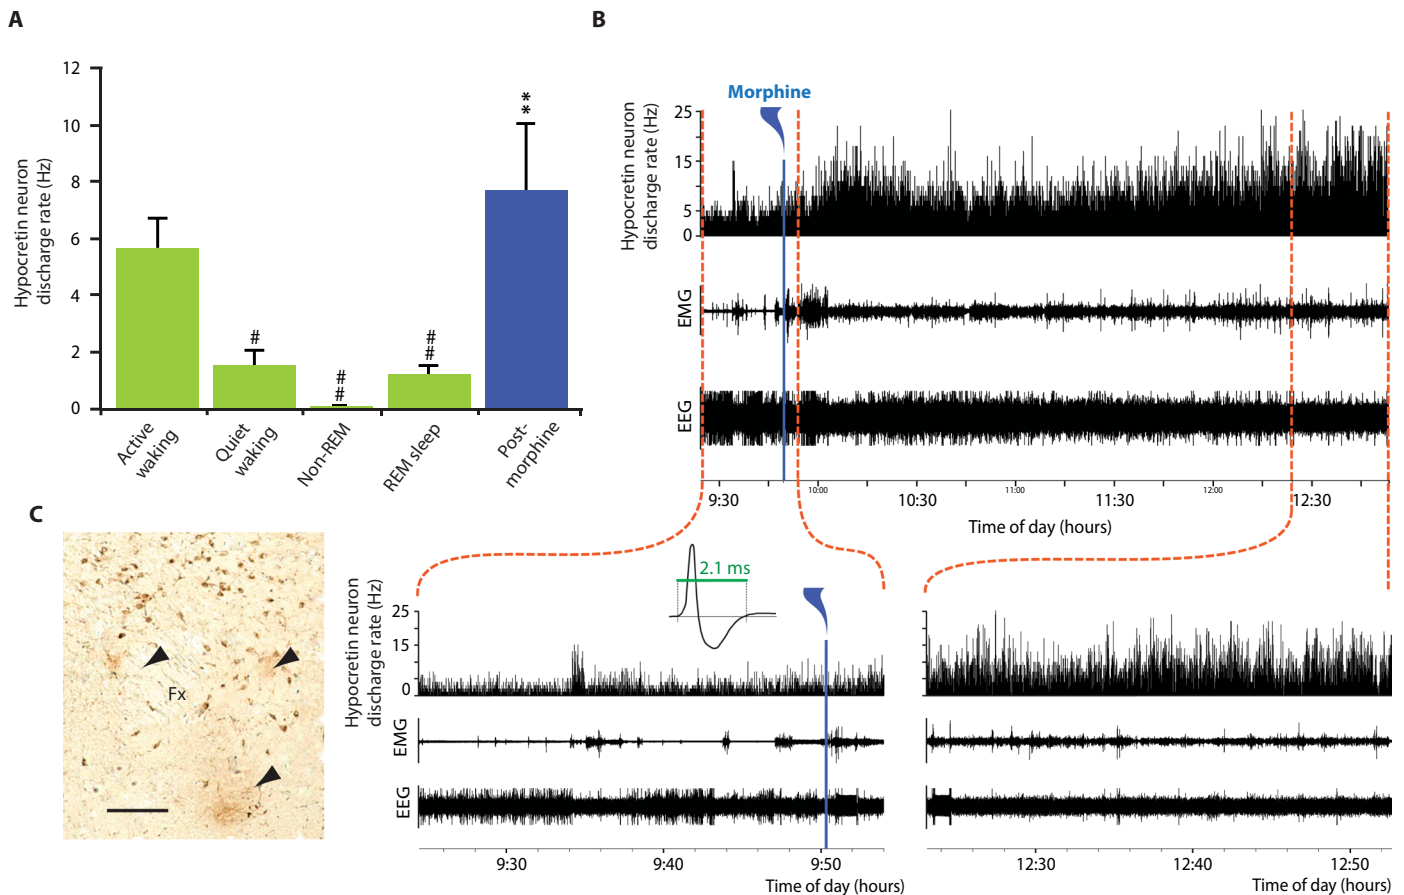 A
12
10
8
6
4
2
0
Hypocretin neuron
discharge rate (Hz)
#
#
#
#
#
*
*
Active
waking
Quiet
waking
Non-REM
REM sleep
Post-
morphine
B
Morphine
25
15
5
0
Hypocretin neuron
discharge rate (Hz)
EMG
EEG
9:30
10:00
10:30
11:00
11:30
12:00
12:30
Time of day (hours)
C
Fx
2.1 ms
25
15
0
Hypocretin neuron
discharge rate (Hz)
EMG
EEG
9:30
9:40
9:50
Time of day (hours)
12:30
12:40
12:50
Time of day (hours)